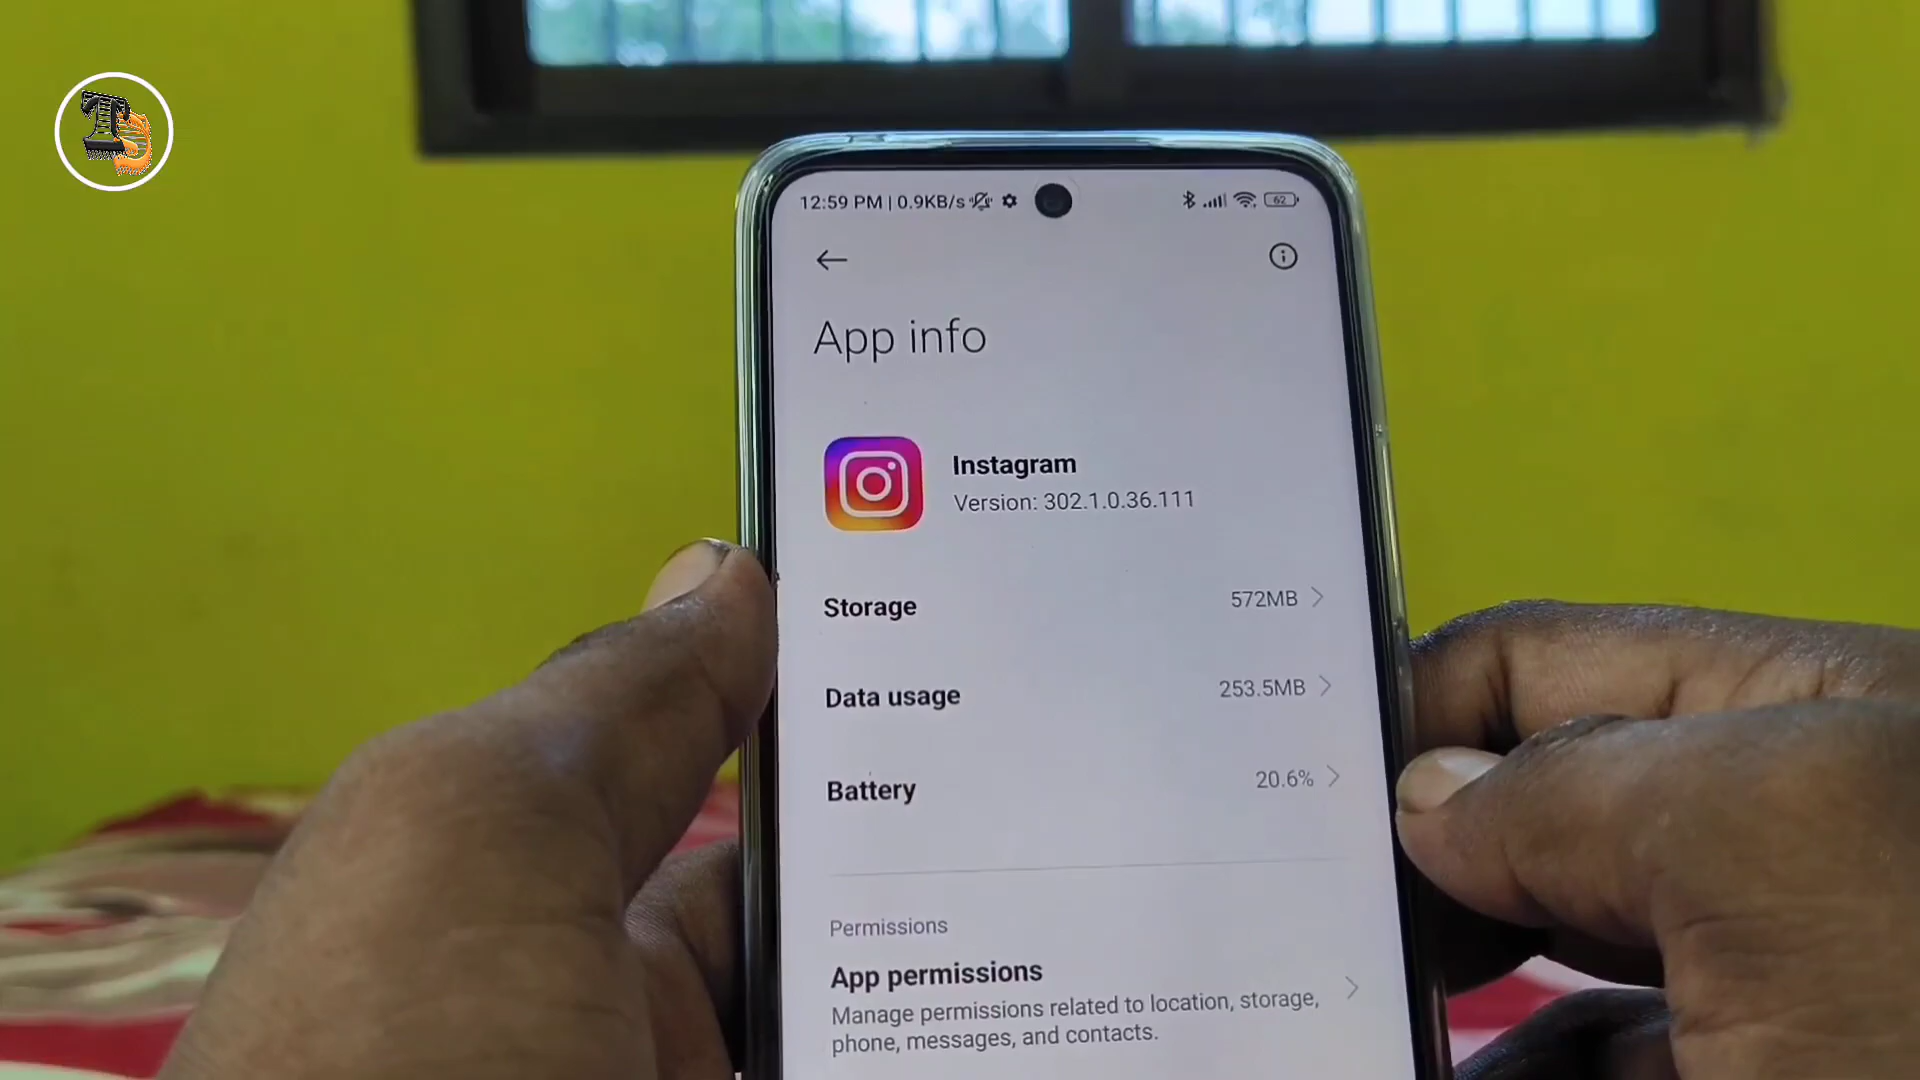 12:59 PM | 0.9KB/s
62
App info
Instagram
Version: 302.1.0.36.111
Storage 572MB
Data usage 253.5MB
Battery 20.6%
Permissions
App permissions
Manage permissions related to location, storage,
phone, messages, and contacts.